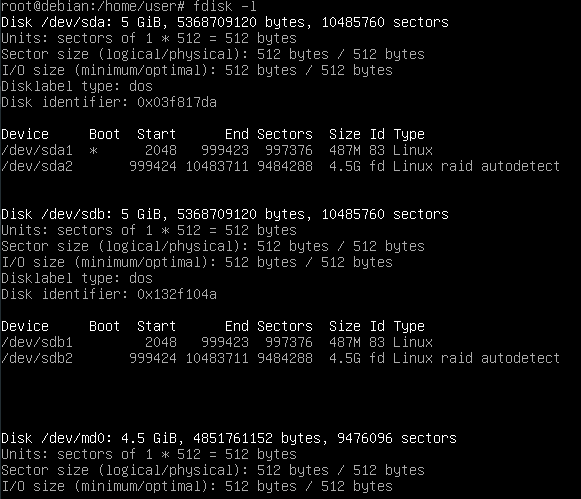 root@debian:/home/user# fdisk -l
Disk /dev/sda: 5 GiB, 5368709120 bytes, 10485760 sectors
Units: sectors of 1 * 512 = 512 bytes
Sector size (logical/physical): 512 bytes / 512 bytes
I/O size (minimum/optimal): 512 bytes / 512 bytes
Disklabel type: dos
Disk identifier: 0x03f817da
Device     Boot  Start      End Sectors  Size Id Type
/dev/sda1  *      2048   999423  997376  487M 83 Linux
/dev/sda2       999424 10483711 9484288  4.5G fd Linux raid autodetect
Disk /dev/sdb: 5 GiB, 5368709120 bytes, 10485760 sectors
Units: sectors of 1 * 512 = 512 bytes
Sector size (logical/physical): 512 bytes / 512 bytes
I/O size (minimum/optimal): 512 bytes / 512 bytes
Disklabel type: dos
Disk identifier: 0x132f104a
Device     Boot  Start      End Sectors  Size Id Type
/dev/sdb1         2048   999423  997376  487M 83 Linux
/dev/sdb2       999424 10483711 9484288  4.5G fd Linux raid autodetect
Disk /dev/md0: 4.5 GiB, 4851761152 bytes, 9476096 sectors
Units: sectors of 1 * 512 = 512 bytes
Sector size (logical/physical): 512 bytes / 512 bytes
I/O size (minimum/optimal): 512 bytes / 512 bytes